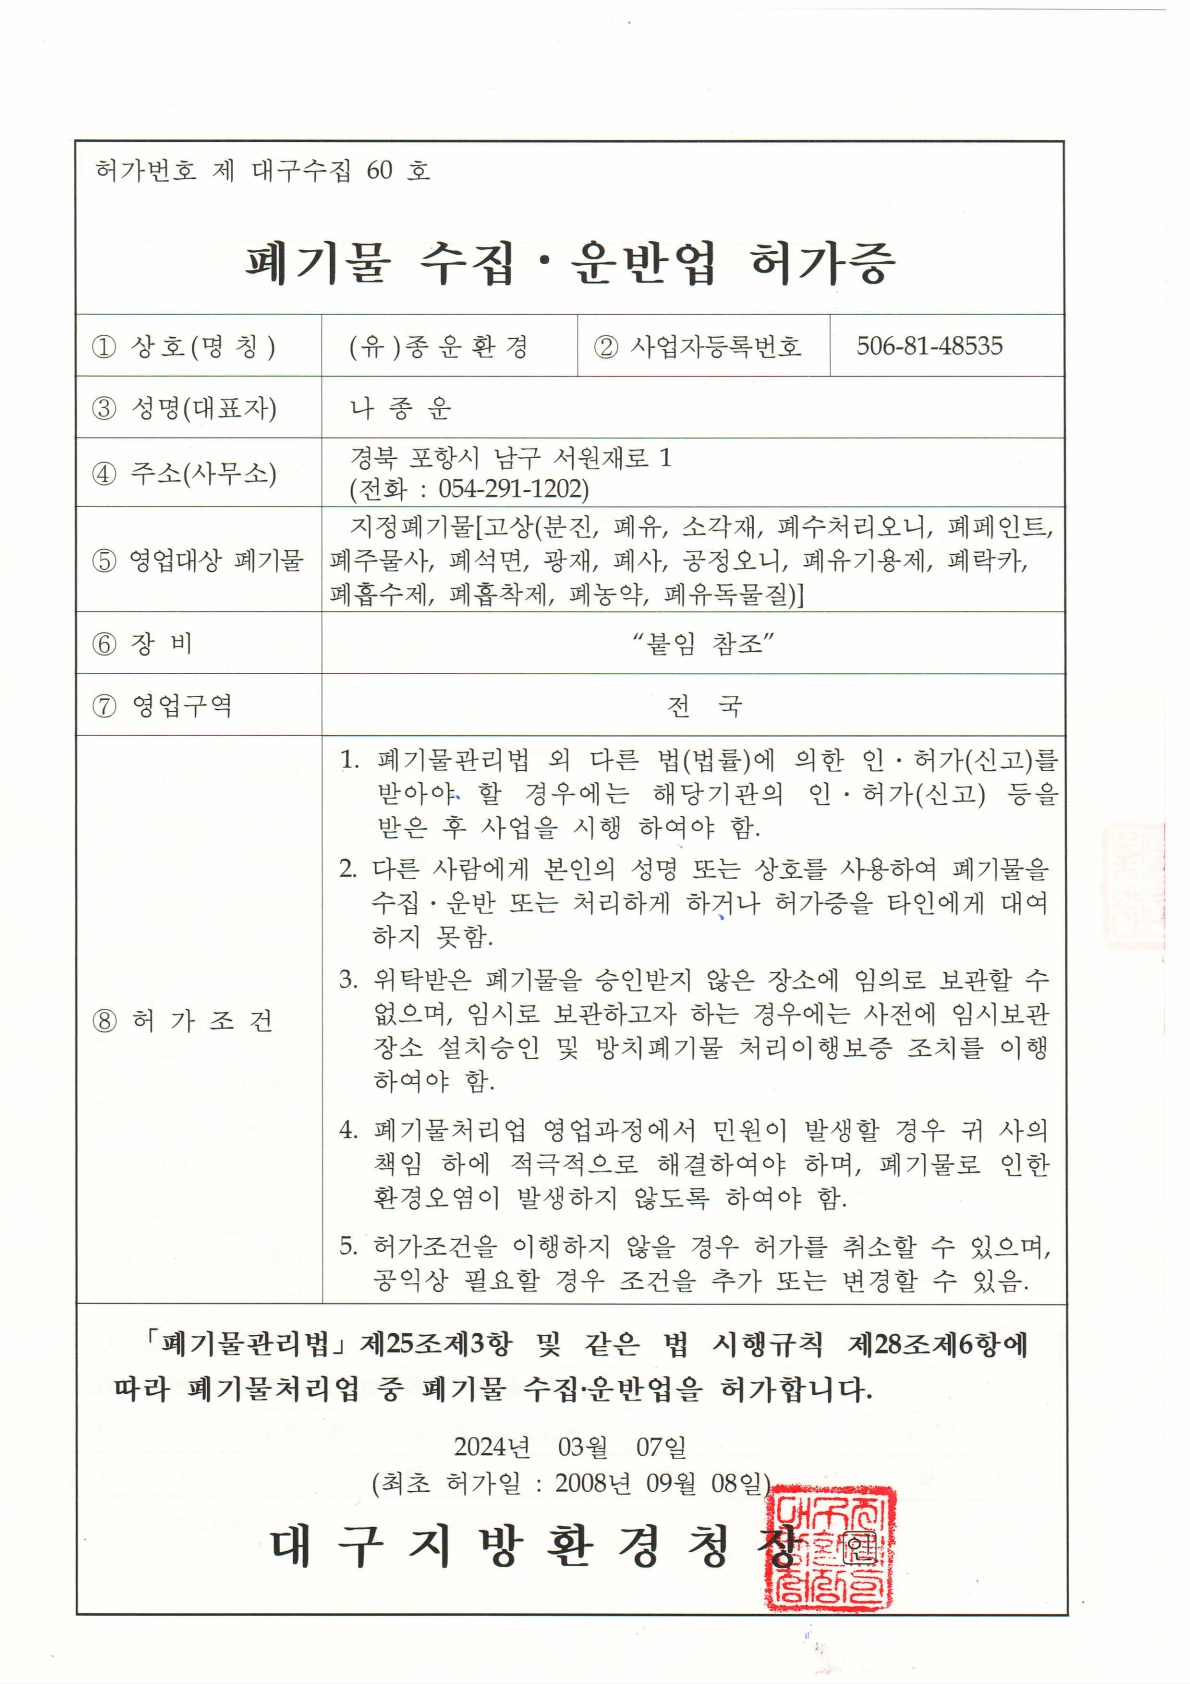 허가번호 제 대구수집 60 호
폐기물 수집·운반업 허가증
① 상호(명칭) (유)종운환경 ② 사업자등록번호 506-81-48535
③ 성명(대표자) 나 종 운
④ 주소(사무소) 경북 포항시 남구 서원재로 1
(전화 : 054-291-1202)
⑤ 영업대상 폐기물 지정폐기물[고상(분진, 폐유, 소각재, 폐수처리오니, 폐페인트,
폐주물사, 폐석면, 광재, 폐사, 공정오니, 폐유기용제, 폐락카,
폐흡수제, 폐흡착제, 폐농약, 폐유독물질)]
⑥ 장 비 “붙임 참조”
⑦ 영업구역 전 국
⑧ 허 가 조 건
1. 폐기물관리법 외 다른 법(법률)에 의한 인·허가(신고)를
받아야 할 경우에는 해당기관의 인·허가(신고) 등을
받은 후 사업을 시행 하여야 함.
2. 다른 사람에게 본인의 성명 또는 상호를 사용하여 폐기물을
수집·운반 또는 처리하게 하거나 허가증을 타인에게 대여
하지 못함.
3. 위탁받은 폐기물을 승인받지 않은 장소에 임의로 보관할 수
없으며, 임시로 보관하고자 하는 경우에는 사전에 임시보관
장소 설치승인 및 방치폐기물 처리이행보증 조치를 이행
하여야 함.
4. 폐기물처리업 영업과정에서 민원이 발생할 경우 귀 사의
책임 하에 적극적으로 해결하여야 하며, 폐기물로 인한
환경오염이 발생하지 않도록 하여야 함.
5. 허가조건을 이행하지 않을 경우 허가를 취소할 수 있으며,
공익상 필요할 경우 조건을 추가 또는 변경할 수 있음.
「폐기물관리법」제25조제3항 및 같은 법 시행규칙 제28조제6항에
따라 폐기물처리업 중 폐기물 수집·운반업을 허가합니다.
2024년 03월 07일
(최초 허가일 : 2008년 09월 08일)
대 구 지 방 환 경 청 장 인